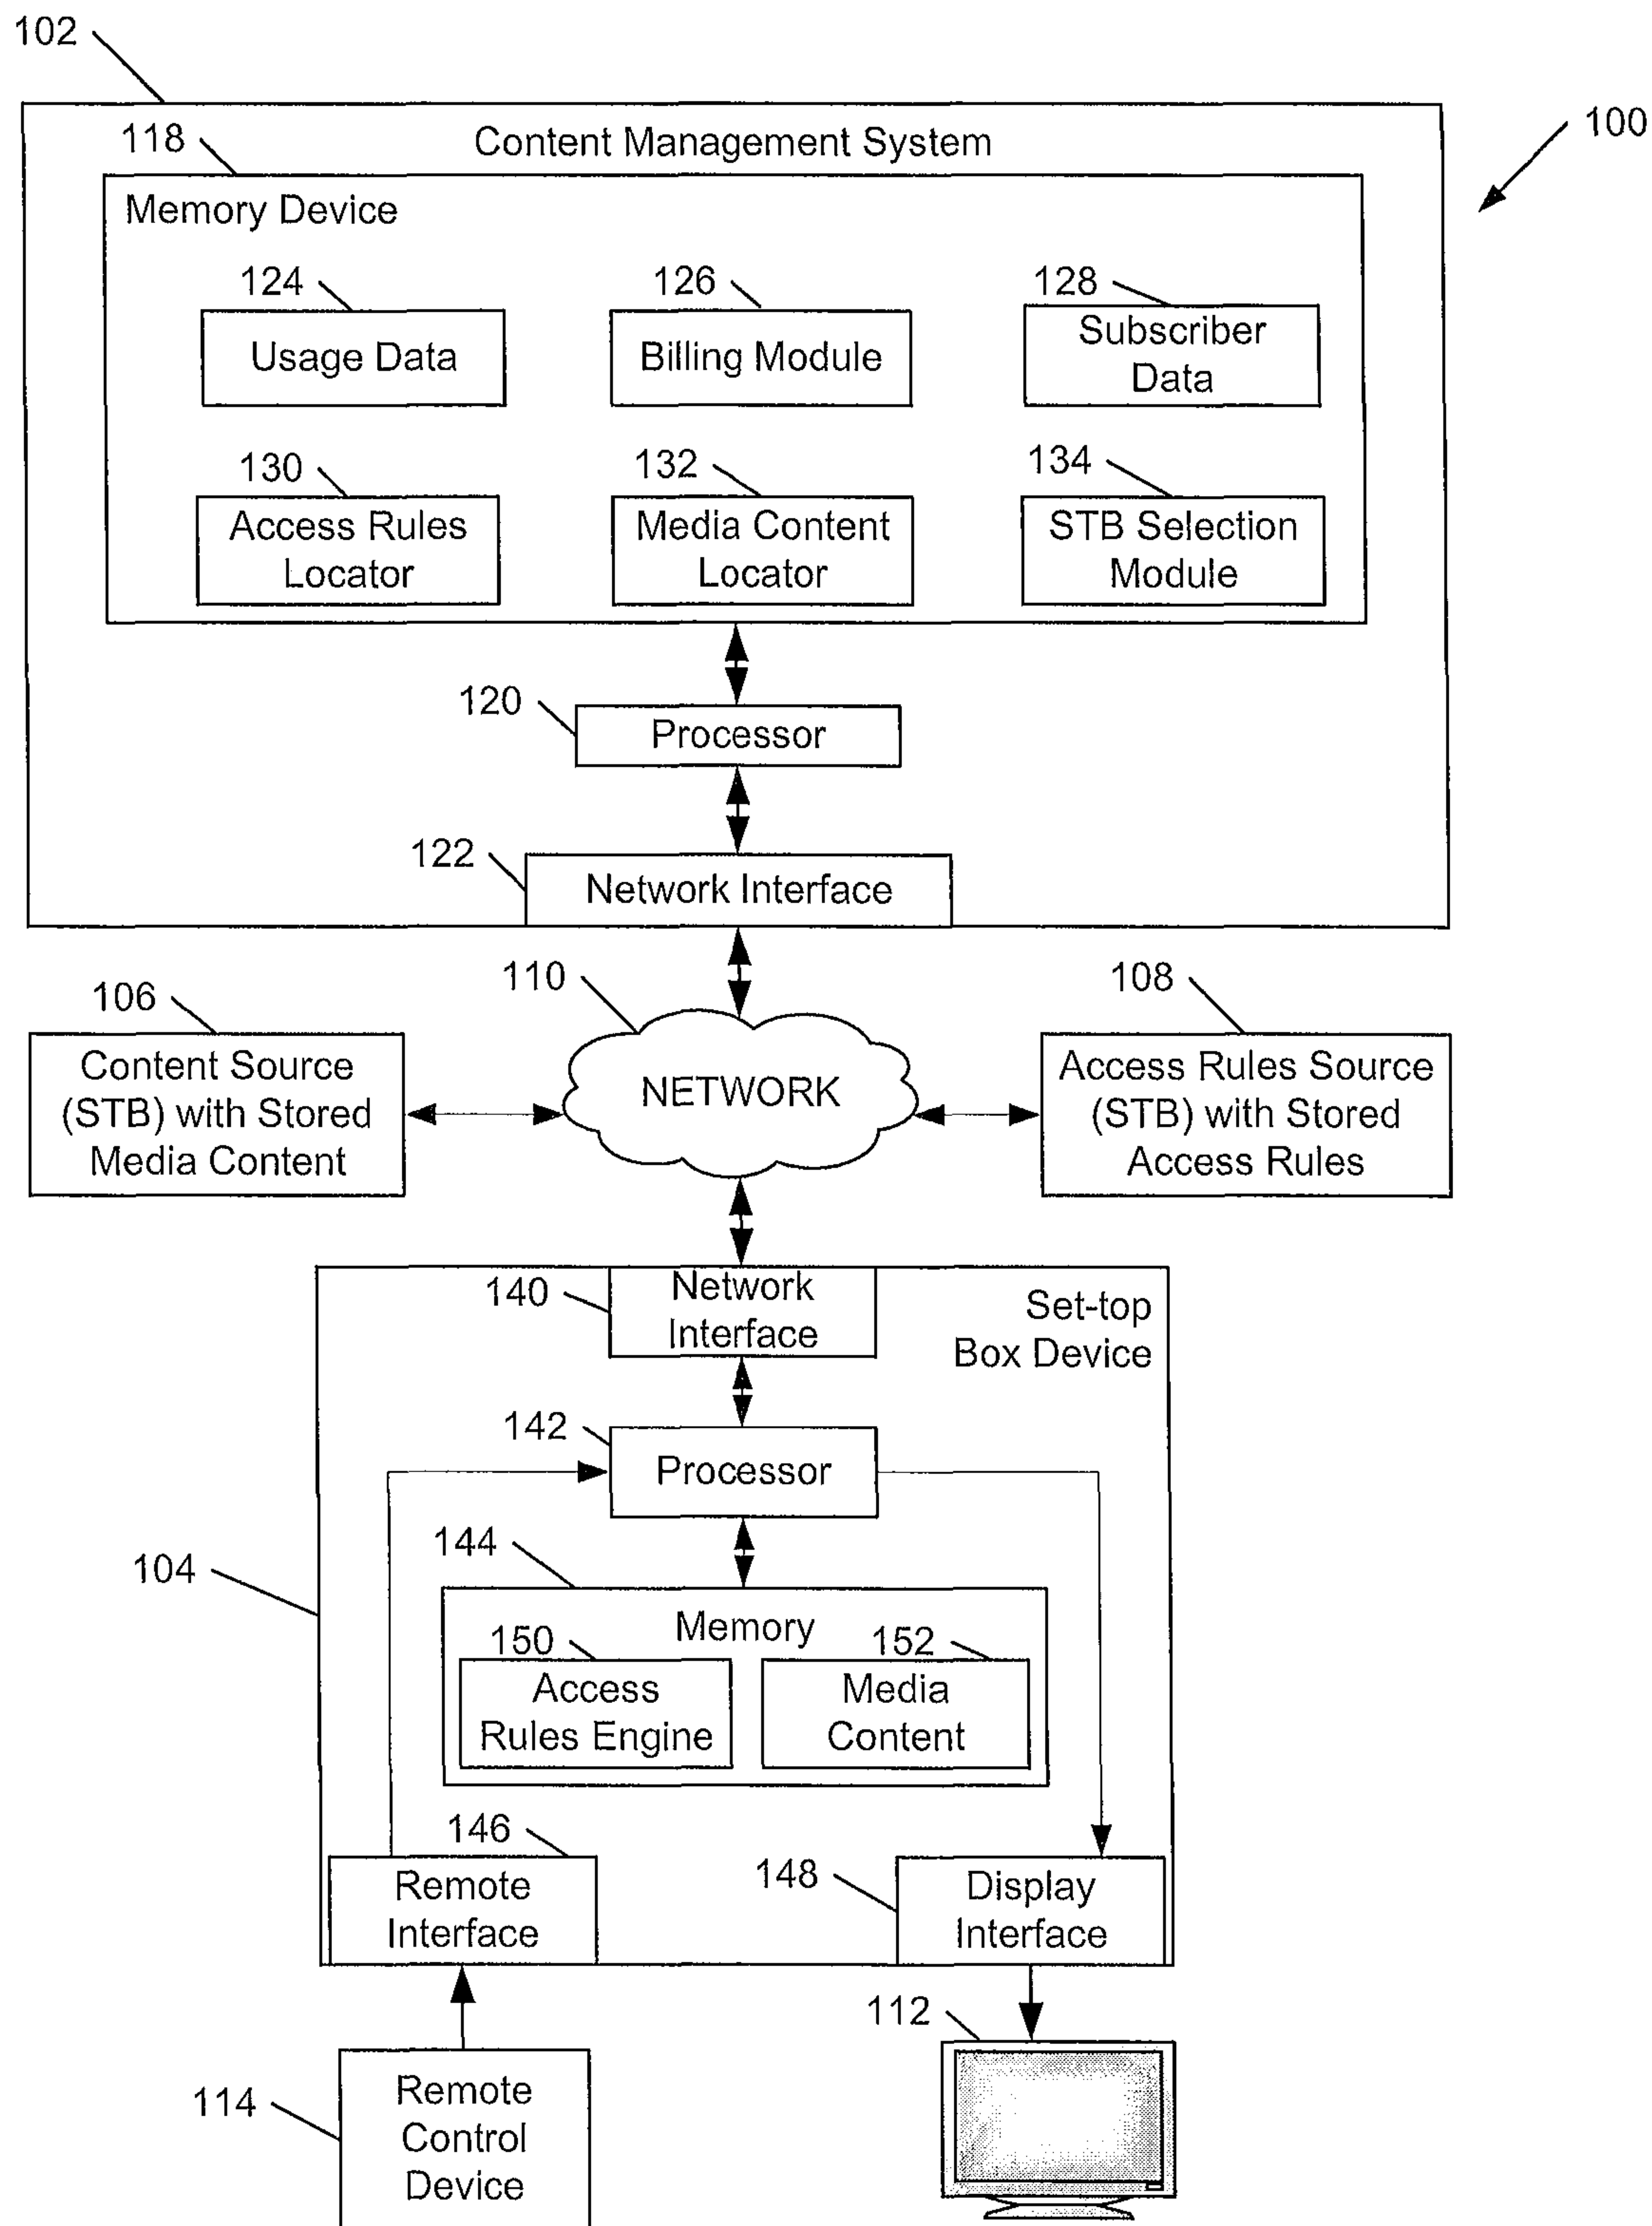 102
100
Content Management System
118
Memory Device
124
126
128
Usage Data
Billing Module
Subscriber
Data
130
132
134
Access Rules
Locator
Media Content
Locator
STB Selection
Module
120
Processor
122
Network Interface
110
106
108
Content Source
(STB) with Stored
Media Content
NETWORK
Access Rules Source
(STB) with Stored
Access Rules
140
Network
Interface
Set-top
Box Device
142
Processor
104
144
Memory
150
152
Access
Rules Engine
Media
Content
146
148
Remote
Interface
Display
Interface
112
114
Remote
Control
Device